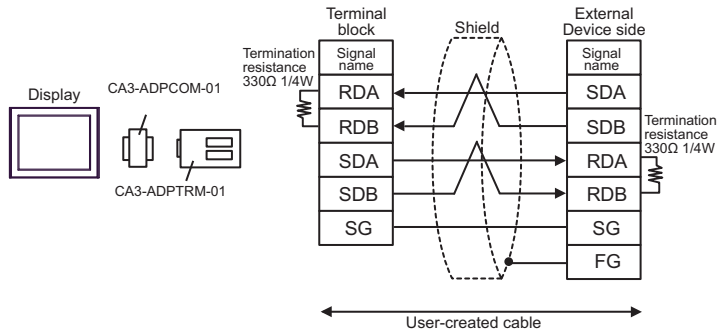 Display
CA3-ADPCOM-01
CA3-ADPTRM-01
Termination
resistance
330Ω 1/4W
Terminal
block
Signal
name
RDA
RDB
SDA
SDB
SG
Shield
External
Device side
Signal
name
SDA
SDB
RDA
RDB
SG
FG
Termination
resistance
330Ω 1/4W
User-created cable